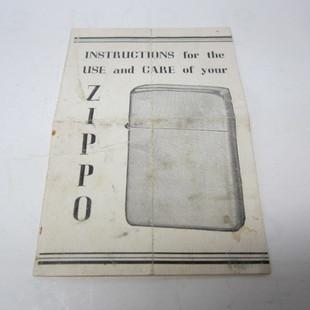 INSTRUCTIONS for the
USE and CARE of your
ZIPPO